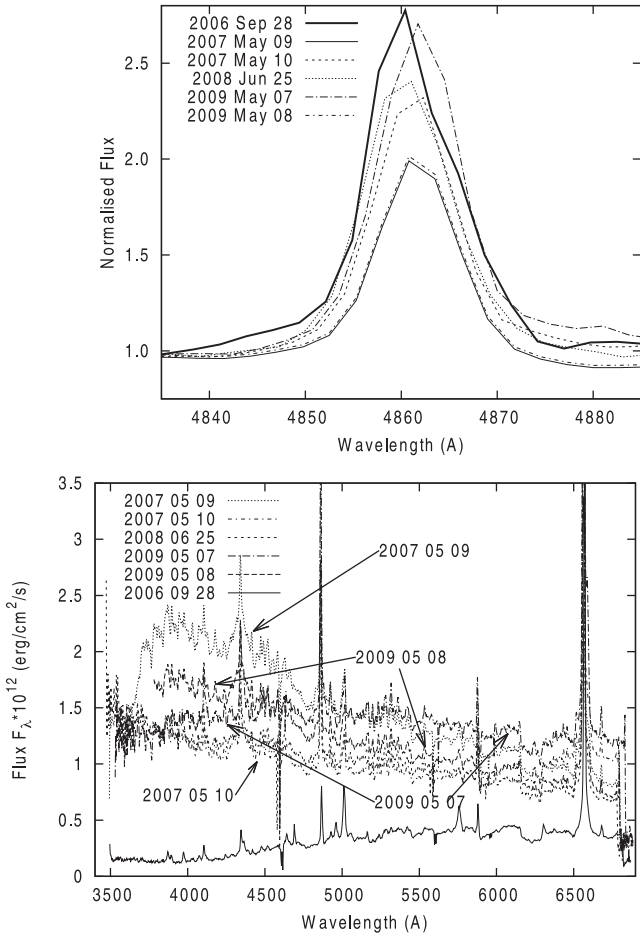 2006 Sep 28
2007 May 09
2007 May 10
2008 Jun 25
2009 May 07
2009 May 08
Normalised Flux
2.5
2.0
1.5
1.0
4840 4850 4860 4870 4880
Wavelength (A)
Flux Fλ*10^12 (erg/cm^2/s)
3.5
3
2.5
2
1.5
1
0.5
0
2007 05 09
2007 05 10
2008 06 25
2009 05 07
2009 05 08
2006 09 28
2007 05 09
2009 05 08
2007 05 10
2009 05 07
3500 4000 4500 5000 5500 6000 6500
Wavelength (A)